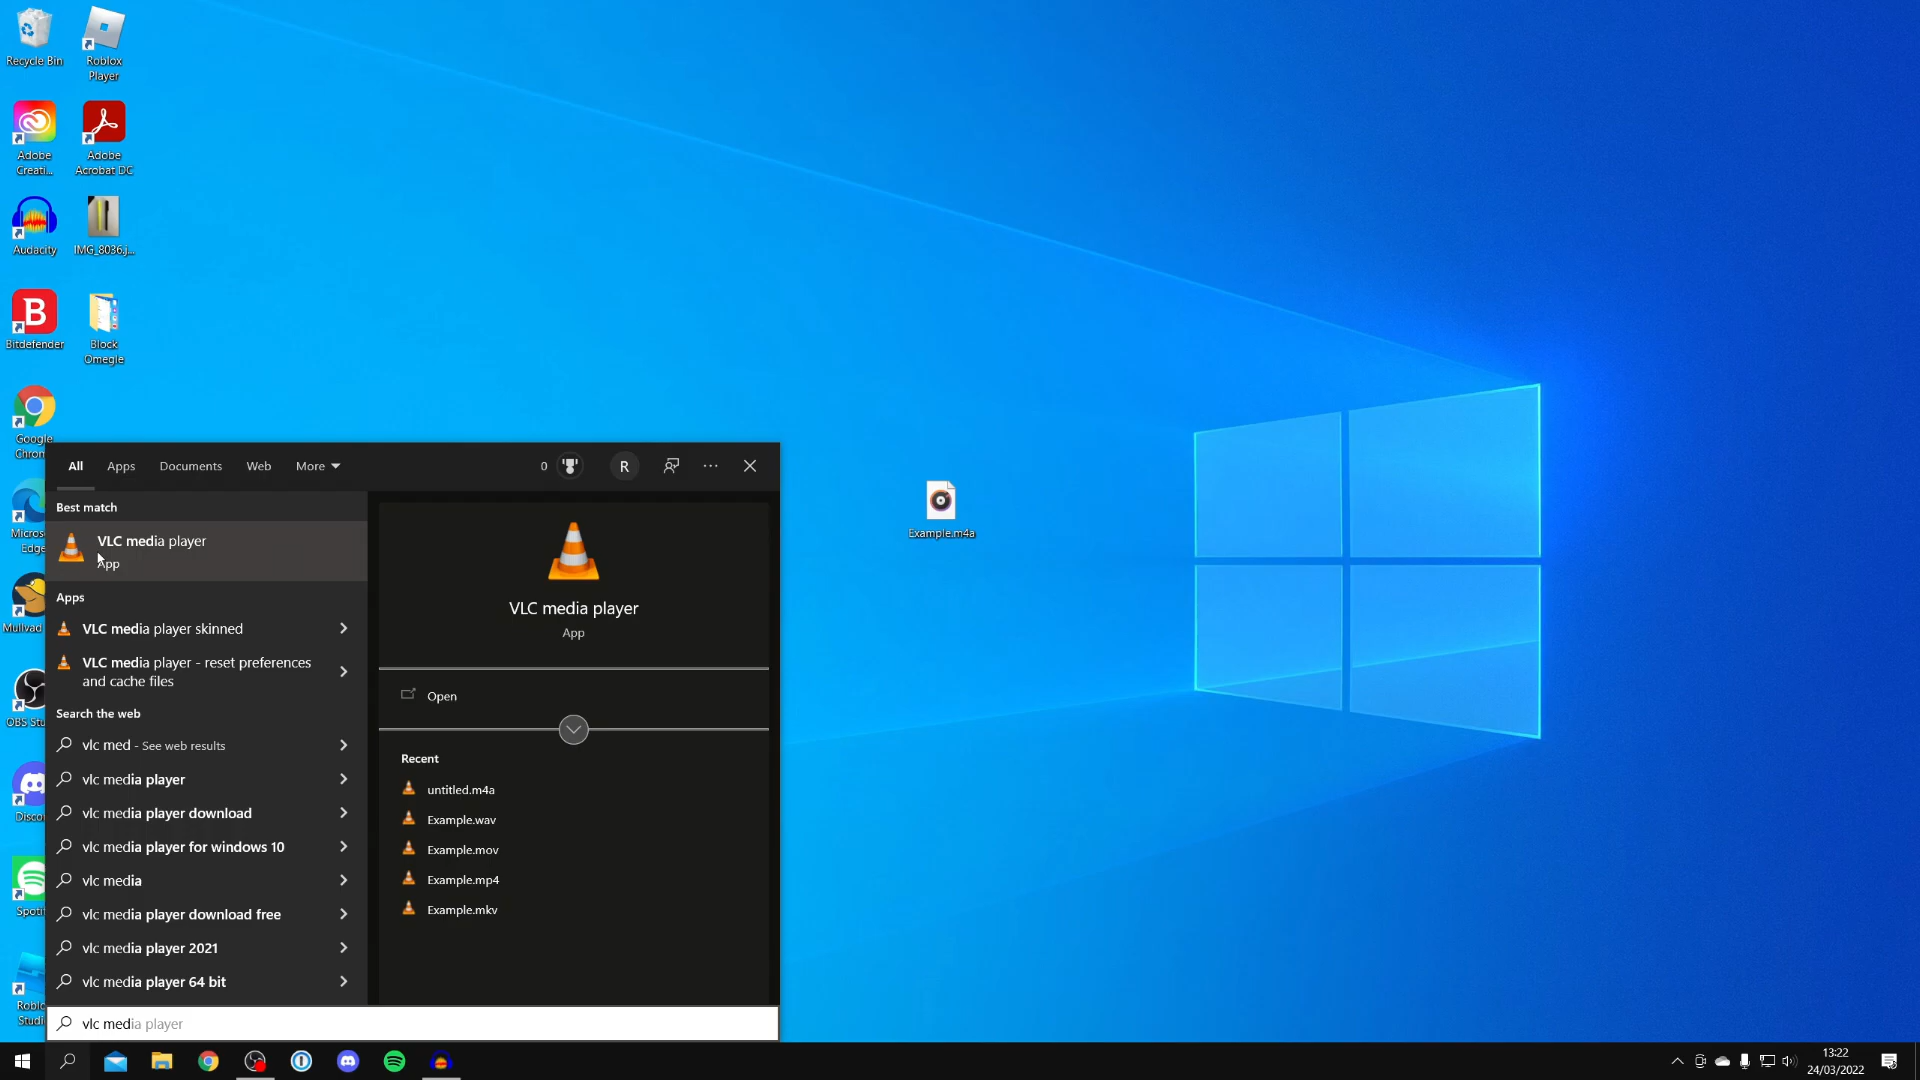 Recycle Bin
Roblox
Player
Adobe
Creati...
Adobe
Acrobat DC
Audacity
IMG_8036.j...
Bitdefender
Block
Omegle
Google
Chrom
Micros
Edge
Mullvad
OBS Stu
Disco
Spoti
Roblo
Studi
All
Apps
Documents
Web
More
0
R
Best match
VLC media player
App
Apps
VLC media player skinned
VLC media player - reset preferences
and cache files
Search the web
vlc med - See web results
vlc media player
vlc media player download
vlc media player for windows 10
vlc media
vlc media player download free
vlc media player 2021
vlc media player 64 bit
vlc media player
VLC media player
App
Open
Recent
untitled.m4a
Example.wav
Example.mov
Example.mp4
Example.mkv
Example.m4a
13:22
24/03/2022